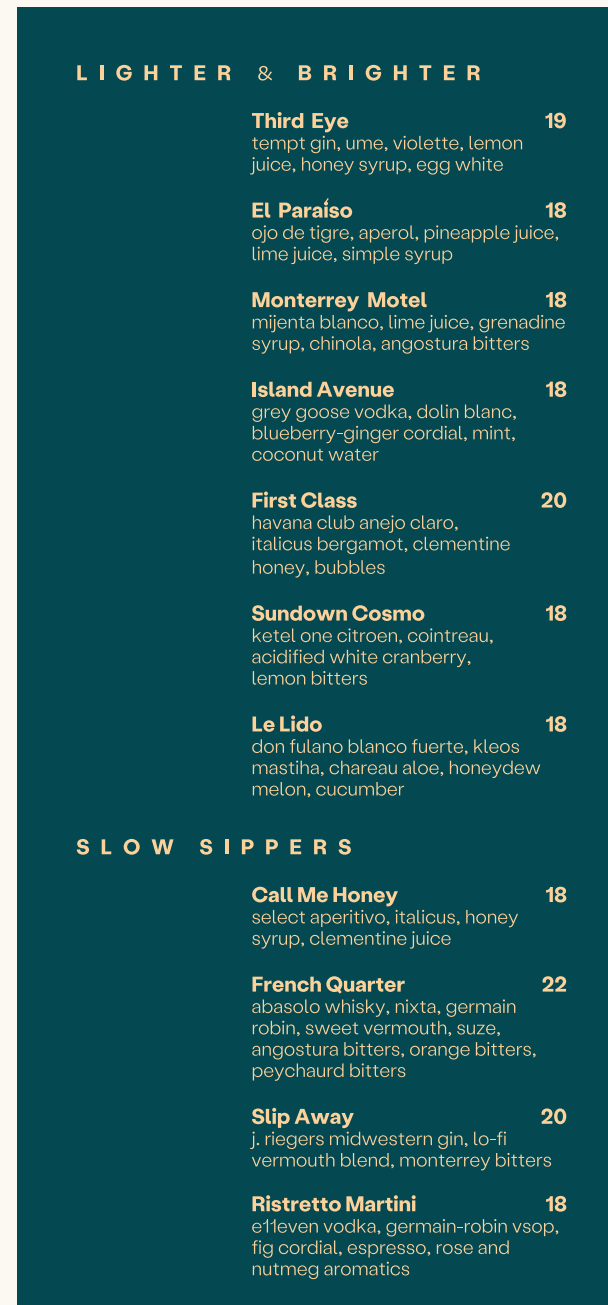 LIGHTER & BRIGHTER
Third Eye 19
tempt gin, ume, violette, lemon
juice, honey syrup, egg white
El Paraíso 18
ojo de tigre, aperol, pineapple juice,
lime juice, simple syrup
Monterrey Motel 18
mijenta blanco, lime juice, grenadine
syrup, chinola, angostura bitters
Island Avenue 18
grey goose vodka, dolin blanc,
blueberry-ginger cordial, mint,
coconut water
First Class 20
havana club anejo claro,
italicus bergamot, clementine
honey, bubbles
Sundown Cosmo 18
ketel one citroen, cointreau,
acidified white cranberry,
lemon bitters
Le Lido 18
don fulano blanco fuerte, kleos
mastiha, chareau aloe, honeydew
melon, cucumber
SLOW SIPPERS
Call Me Honey 18
select aperitivo, italicus, honey
syrup, clementine juice
French Quarter 22
abasolo whisky, nixta, germain
robin, sweet vermouth, suze,
angostura bitters, orange bitters,
peychaurd bitters
Slip Away 20
j. riegers midwestern gin, lo-fi
vermouth blend, monterrey bitters
Ristretto Martini 18
e11even vodka, germain-robin vsop,
fig cordial, espresso, rose and
nutmeg aromatics